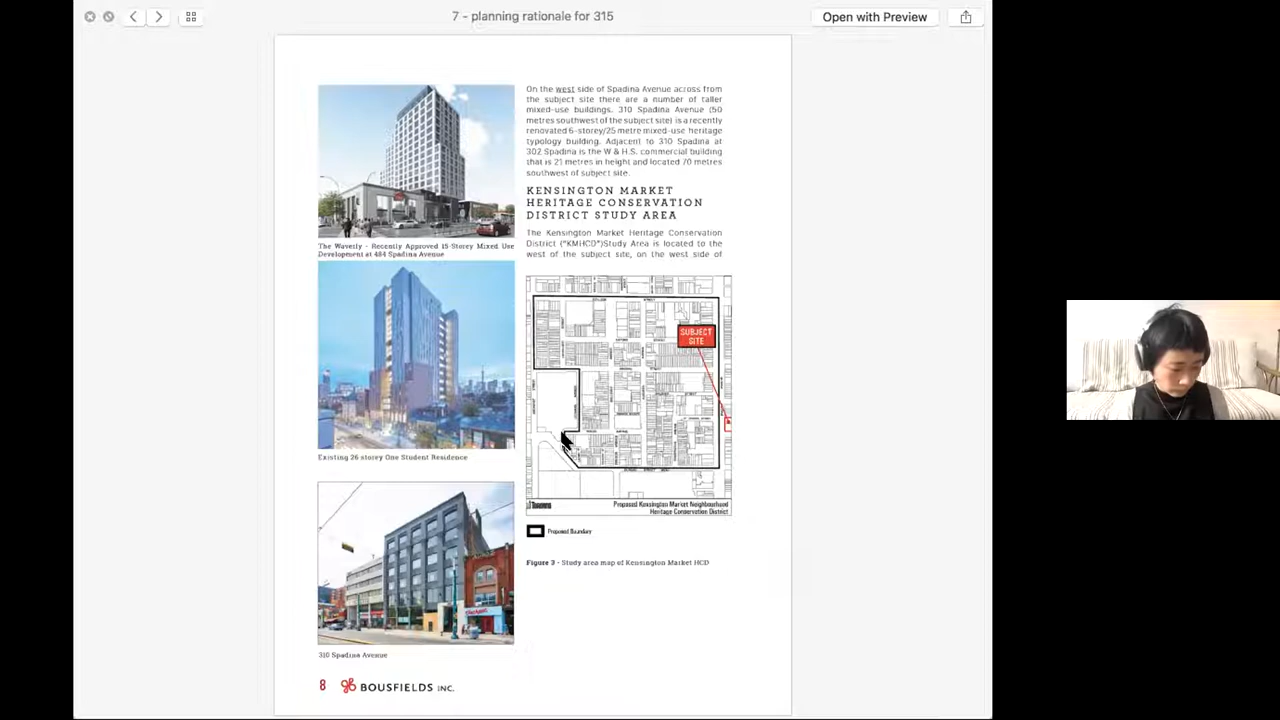 7 - planning rationale for 315
Open with Preview
The Waverly - Recently Approved 15-Storey Mixed Use
Development at 484 Spadina Avenue
Existing 26 storey One Student Residence
310 Spadina Avenue
8 BOUSFIELDS INC.
On the west side of Spadina Avenue across from
the subject site there are a number of taller
mixed-use buildings. 310 Spadina Avenue (50
metres southwest of the subject site) is a recently
renovated 6-storey/25 metre mixed-use heritage
typology building. Adjacent to 310 Spadina at
302 Spadina is the W & H.S. commercial building
that is 21 metres in height and located 70 metres
southwest of subject site.
KENSINGTON MARKET
HERITAGE CONSERVATION
DISTRICT STUDY AREA
The Kensington Market Heritage Conservation
District ("KMHCD")Study Area is located to the
west of the subject site, on the west side of
SUBJECT
SITE
Proposed Kensington Market Neighbourhood
Heritage Conservation District
Proposed Boundary
Figure 3 - Study area map of Kensington Market HCD